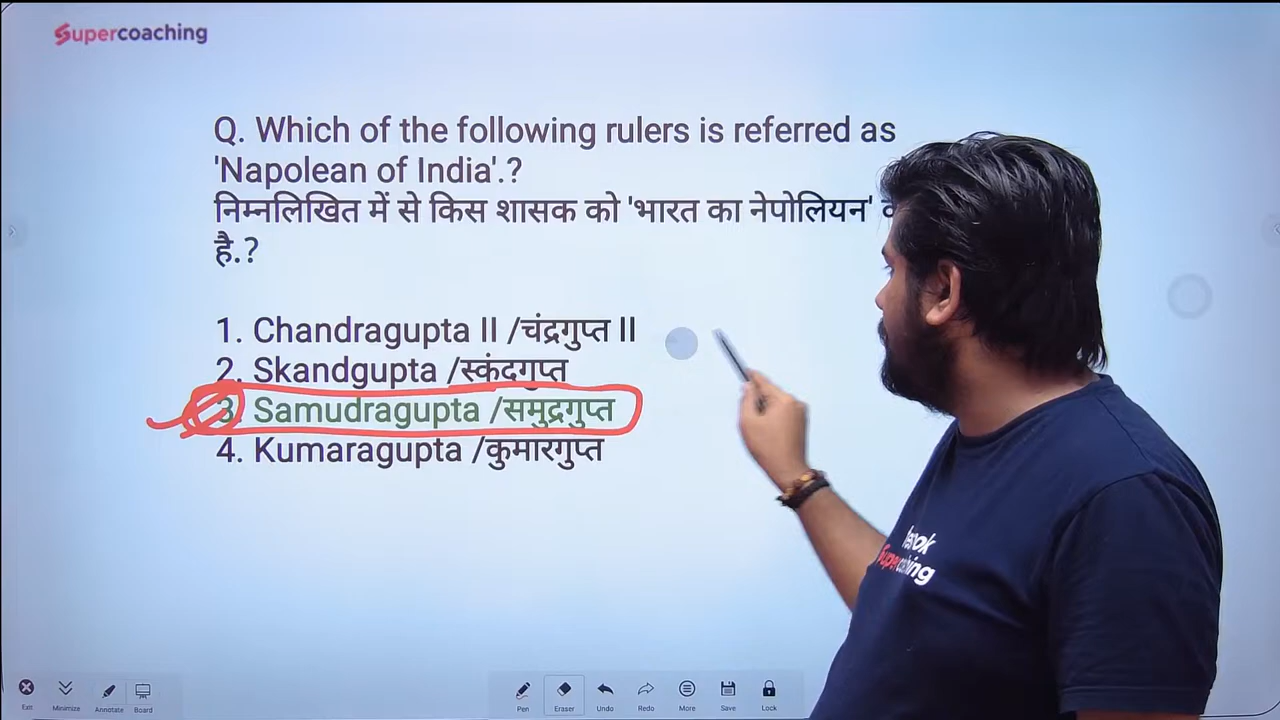 Supercoaching
Q. Which of the following rulers is referred as
'Napolean of India'.?
निम्नलिखित में से किस शासक को 'भारत का नेपोलियन'
है.?
1. Chandragupta II /चंद्रगुप्त II
2. Skandgupta /स्कंदगुप्त
3. Samudragupta /समुद्रगुप्त
4. Kumaragupta /कुमारगुप्त
Supercoaching
Exit Minimize Annotate Board Pen Eraser Undo Redo More Save Lock